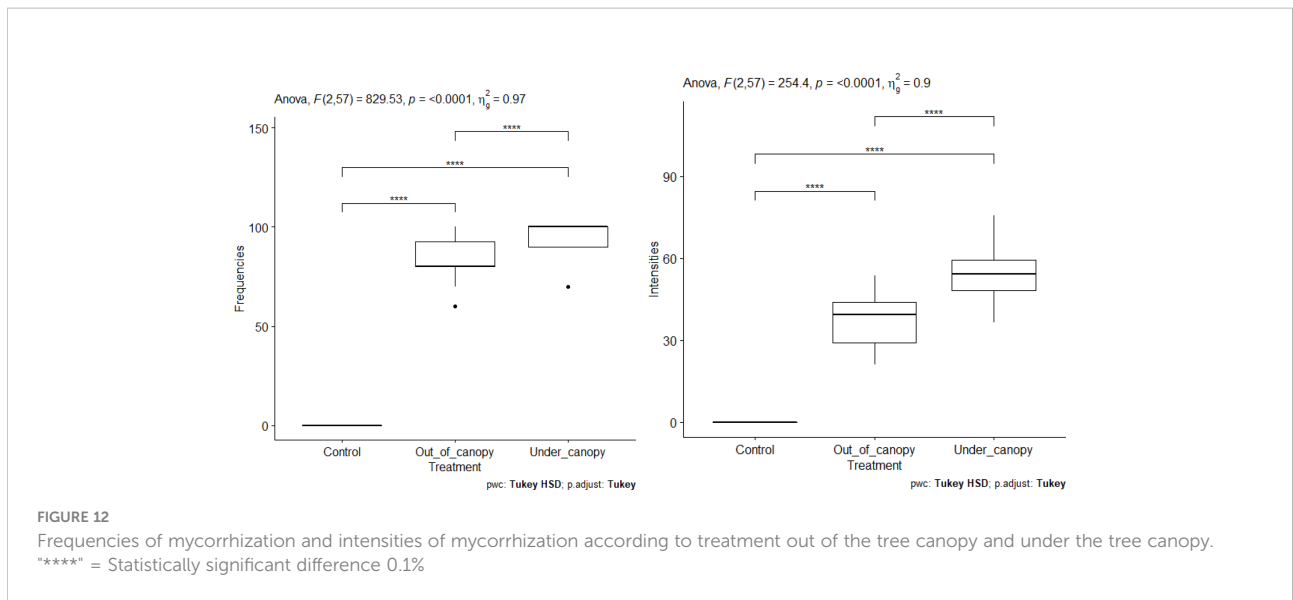 Anova, F(2,57) = 829.53, p = <0.0001, η²g = 0.97
150
100
50
0
Frequencies
****
****
****
Control
Out_of_canopy
Under_canopy
Treatment
pwc: Tukey HSD; p.adjust: Tukey
Anova, F(2,57) = 254.4, p = <0.0001, η²g = 0.9
90
60
30
0
Intensities
****
****
****
Control
Out_of_canopy
Under_canopy
Treatment
pwc: Tukey HSD; p.adjust: Tukey
FIGURE 12
Frequencies of mycorrhization and intensities of mycorrhization according to treatment out of the tree canopy and under the tree canopy.
"****" = Statistically significant difference 0.1%